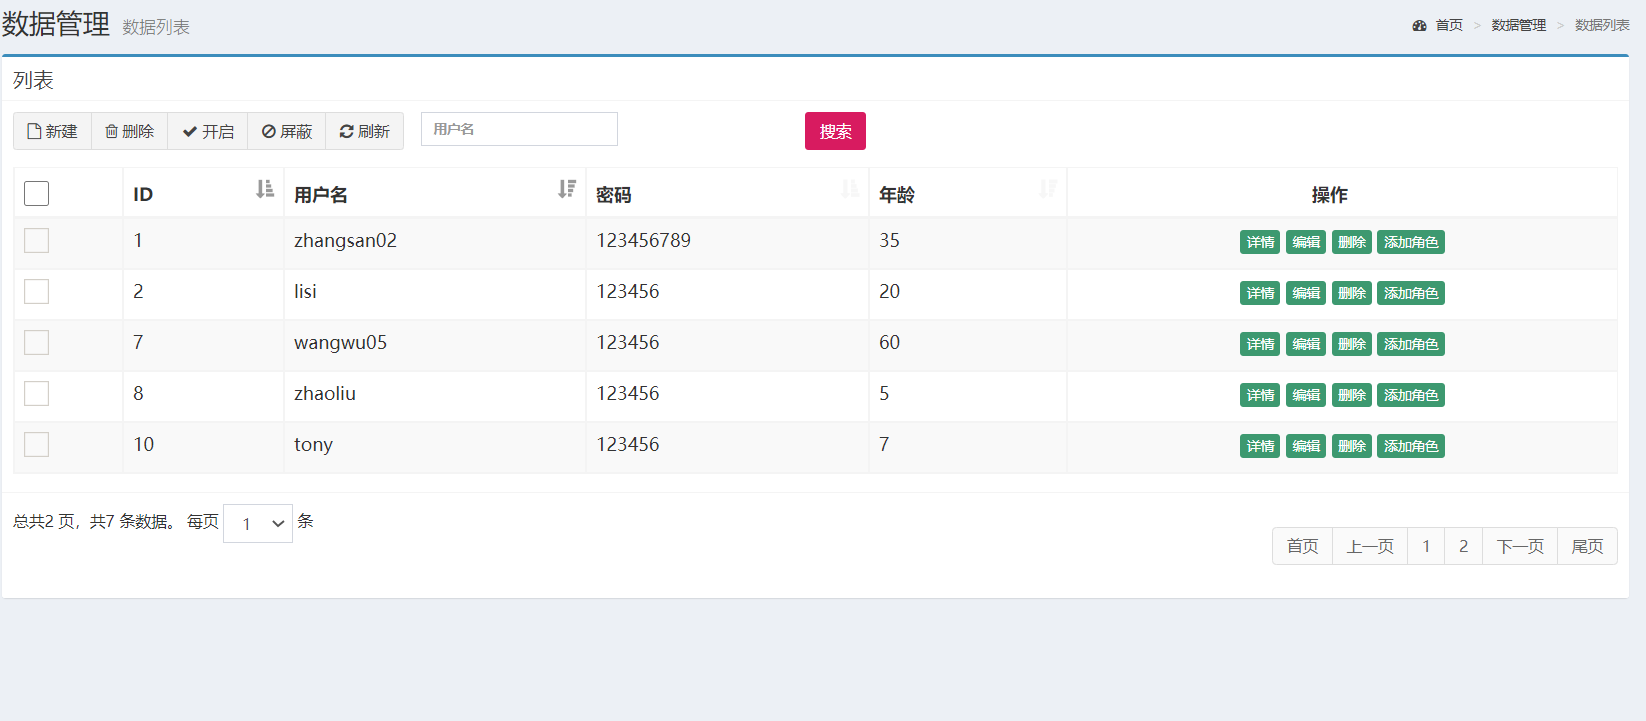 数据管理 数据列表 首页 > 数据管理 > 数据列表
列表
新建 删除 开启 屏蔽 刷新 用户名 搜索
ID 用户名 密码 年龄 操作
1 zhangsan02 123456789 35 详情 编辑 删除 添加角色
2 lisi 123456 20 详情 编辑 删除 添加角色
7 wangwu05 123456 60 详情 编辑 删除 添加角色
8 zhaoliu 123456 5 详情 编辑 删除 添加角色
10 tony 123456 7 详情 编辑 删除 添加角色
总共2 页，共7 条数据。 每页 1 条
首页 上一页 1 2 下一页 尾页